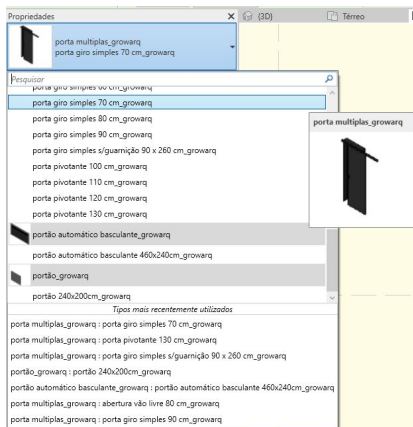 Propriedades
{3D}
Térreo
porta multiplas_growarq
porta giro simples 70 cm_growarq
Pesquisar
porta giro simples 60 cm_growarq
porta giro simples 70 cm_growarq
porta giro simples 80 cm_growarq
porta giro simples 90 cm_growarq
porta giro simples s/guarnição 90 x 260 cm_growarq
porta pivotante 100 cm_growarq
porta pivotante 110 cm_growarq
porta pivotante 120 cm_growarq
porta pivotante 130 cm_growarq
portão automático basculante_growarq
portão automático basculante 460x240cm_growarq
portão_growarq
portão 240x200cm_growarq
porta multiplas_growarq
Tipos mais recentemente utilizados
porta multiplas_growarq : porta giro simples 70 cm_growarq
porta multiplas_growarq : porta pivotante 130 cm_growarq
porta multiplas_growarq : porta giro simples s/guarnição 90 x 260 cm_growarq
portão_growarq : portão 240x200cm_growarq
portão automático basculante_growarq : portão automático basculante 460x240cm_growarq
porta multiplas_growarq : abertura vão livre 80 cm_growarq
porta multiplas_growarq : porta giro simples 90 cm_growarq